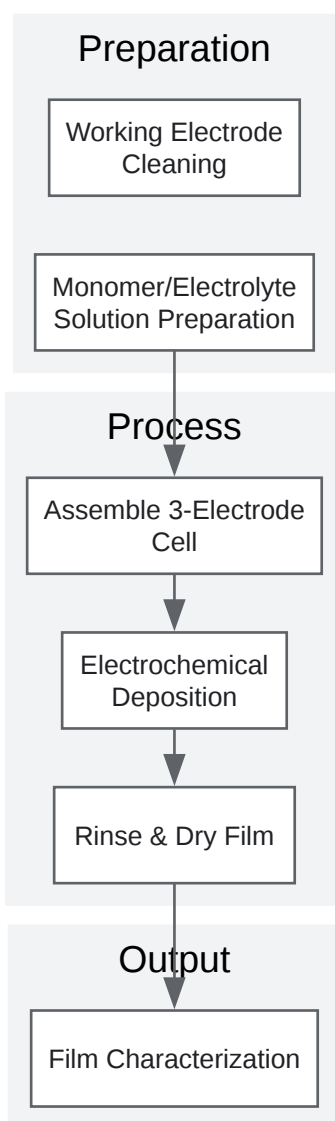 Preparation
Working Electrode
Cleaning
Monomer/Electrolyte
Solution Preparation
Process
Assemble 3-Electrode
Cell
Electrochemical
Deposition
Rinse & Dry Film
Output
Film Characterization